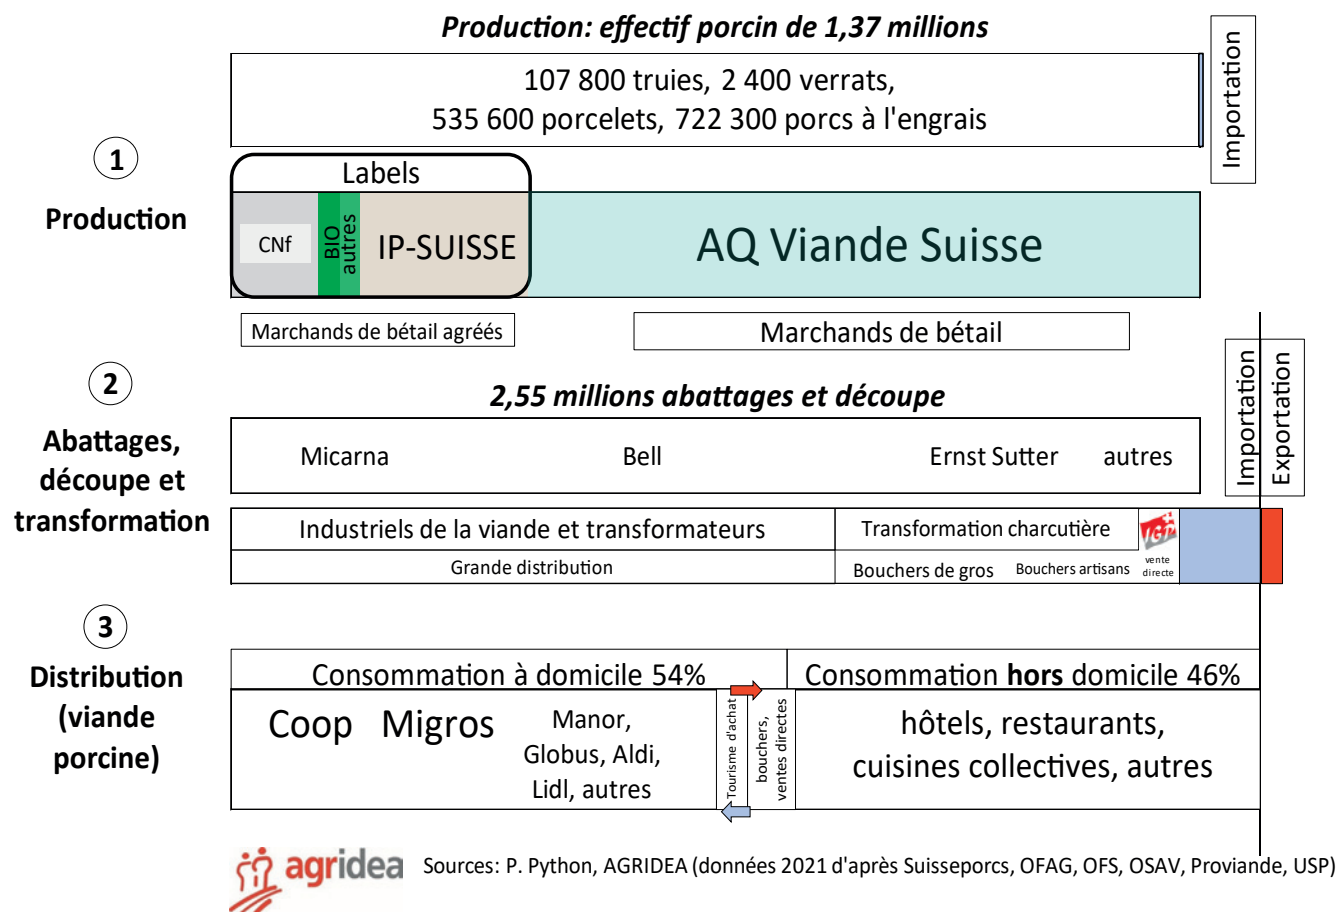 Production: effectif porcin de 1,37 millions
Importation
107 800 truies, 2 400 verrats,
535 600 porcelets, 722 300 porcs à l'engrais
1
Production
Labels
CNf
BIO
autres
IP-SUISSE
AQ Viande Suisse
Marchands de bétail agréés
Marchands de bétail
2
Abattages,
découpe et
transformation
2,55 millions abattages et découpe
Importation
Exportation
Micarna
Bell
Ernst Sutter
autres
Industriels de la viande et transformateurs
Transformation charcutière
IGP
Grande distribution
Bouchers de gros
Bouchers artisans
vente
directe
3
Distribution
(viande
porcine)
Consommation à domicile 54%
Consommation hors domicile 46%
Coop
Migros
Manor,
Globus, Aldi,
Lidl, autres
Tourisme d'achat
bouchers,
ventes directes
hôtels, restaurants,
cuisines collectives, autres
agridea
Sources: P. Python, AGRIDEA (données 2021 d'après Suisseporcs, OFAG, OFS, OSAV, Proviande, USP)